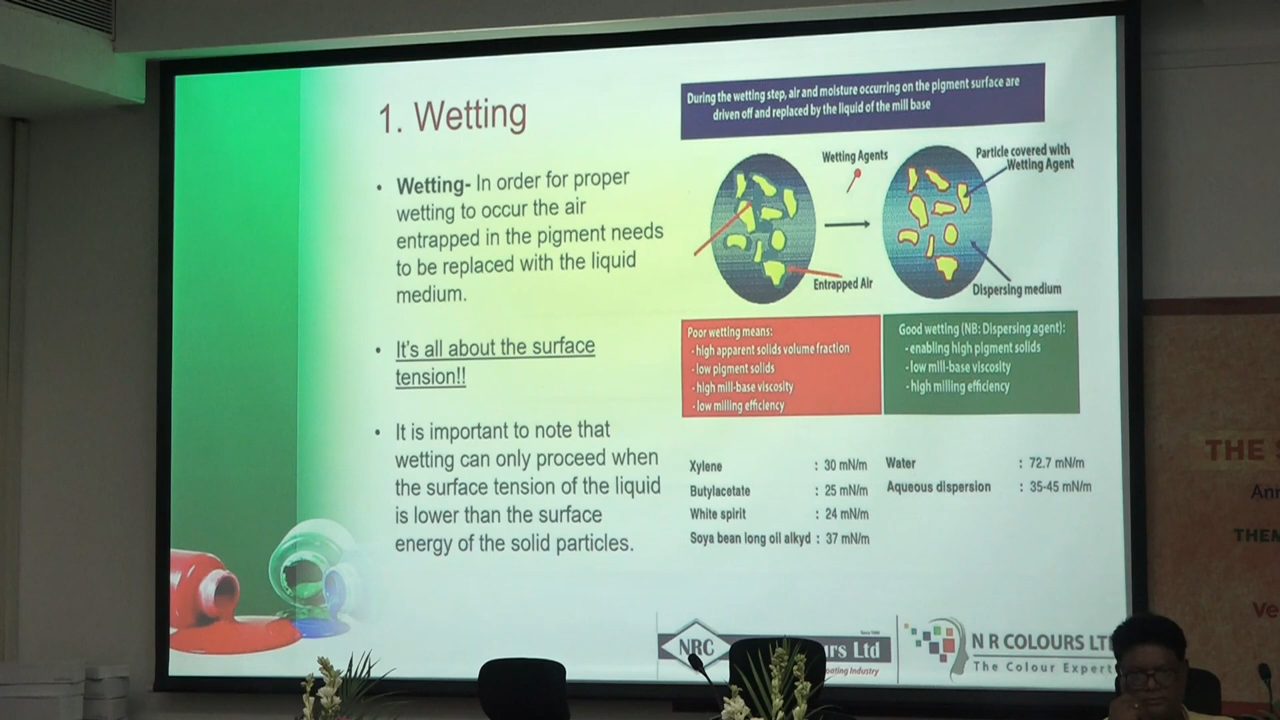 1. Wetting
• Wetting- In order for proper
wetting to occur the air
entrapped in the pigment needs
to be replaced with the liquid
medium.
• It's all about the surface
tension!!
• It is important to note that
wetting can only proceed when
the surface tension of the liquid
is lower than the surface
energy of the solid particles.
During the wetting step, air and moisture occurring on the pigment surface are
driven off and replaced by the liquid of the mill base
Wetting Agents
Particle covered with
Wetting Agent
Entrapped Air
Dispersing medium
Poor wetting means:
- high apparent solids volume fraction
- low pigment solids
- high mill-base viscosity
- low milling efficiency
Good wetting (NB: Dispersing agent):
- enabling high pigment solids
- low mill-base viscosity
- high milling efficiency
Xylene : 30 mN/m
Butylacetate : 25 mN/m
White spirit : 24 mN/m
Soya bean long oil alkyd : 37 mN/m
Water : 72.7 mN/m
Aqueous dispersion : 35-45 mN/m
NRC
Ltd
Industry
N R COLOURS
The Colour
THE